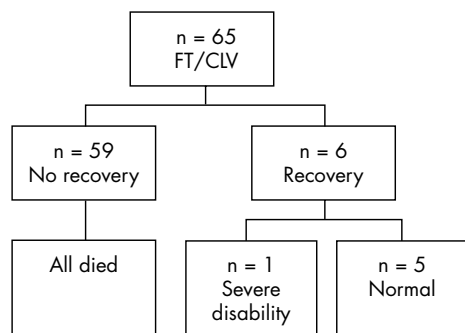 n = 65
FT/CLV
n = 59
No recovery
n = 6
Recovery
All died
n = 1
Severe
disability
n = 5
Normal